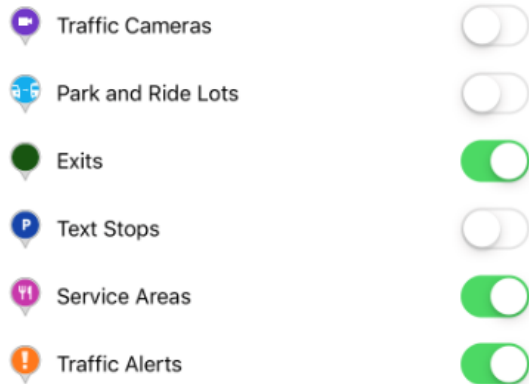 Traffic Cameras
Park and Ride Lots
Exits
P Text Stops
Service Areas
! Traffic Alerts